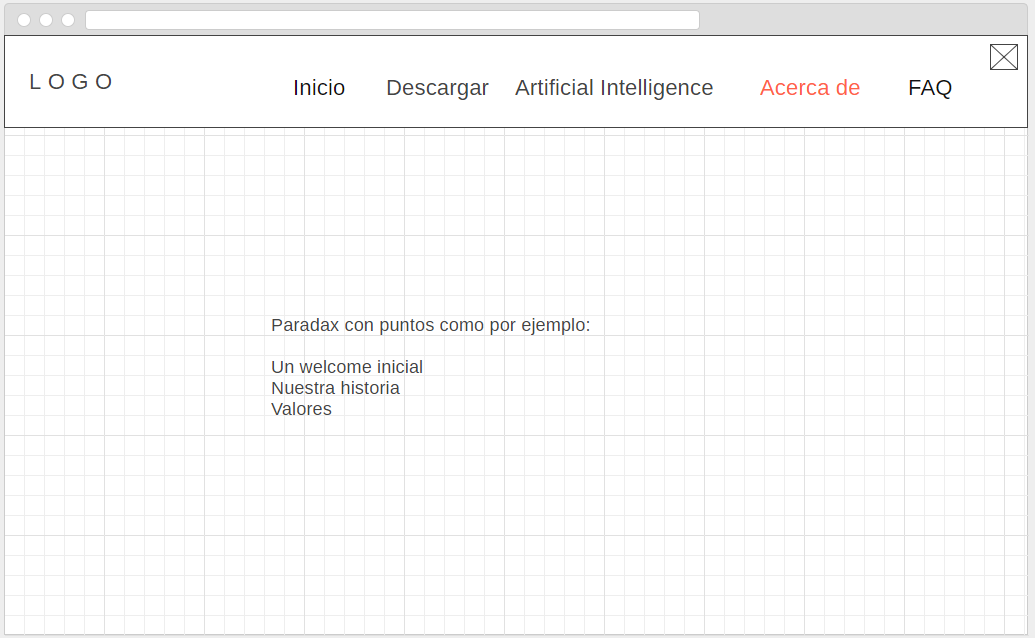 LOGO
Inicio Descargar Artificial Intelligence Acerca de FAQ
Paradax con puntos como por ejemplo:
Un welcome inicial
Nuestra historia
Valores